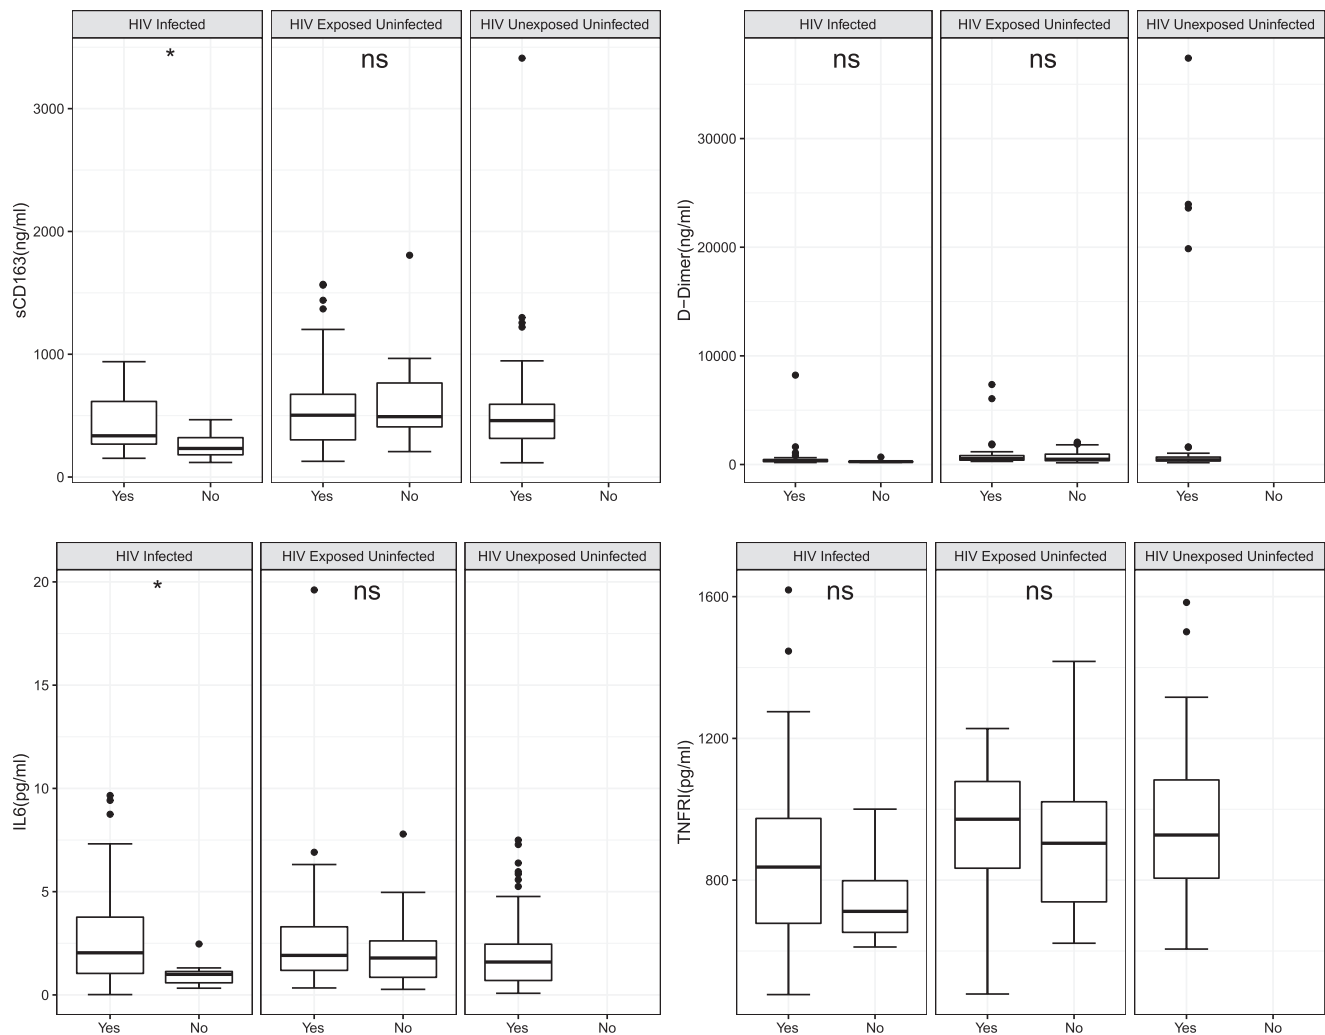 HIV Infected HIV Exposed Uninfected HIV Unexposed Uninfected
* ns
sCD163(ng/ml)
3000
2000
1000
0
Yes No Yes No Yes No
HIV Infected HIV Exposed Uninfected HIV Unexposed Uninfected
ns ns
D−Dimer(ng/ml)
30000
20000
10000
0
Yes No Yes No Yes No
HIV Infected HIV Exposed Uninfected HIV Unexposed Uninfected
* ns
IL6(pg/ml)
20
15
10
5
0
Yes No Yes No Yes No
HIV Infected HIV Exposed Uninfected HIV Unexposed Uninfected
ns ns
TNFRI(pg/ml)
1600
1200
800
Yes No Yes No Yes No